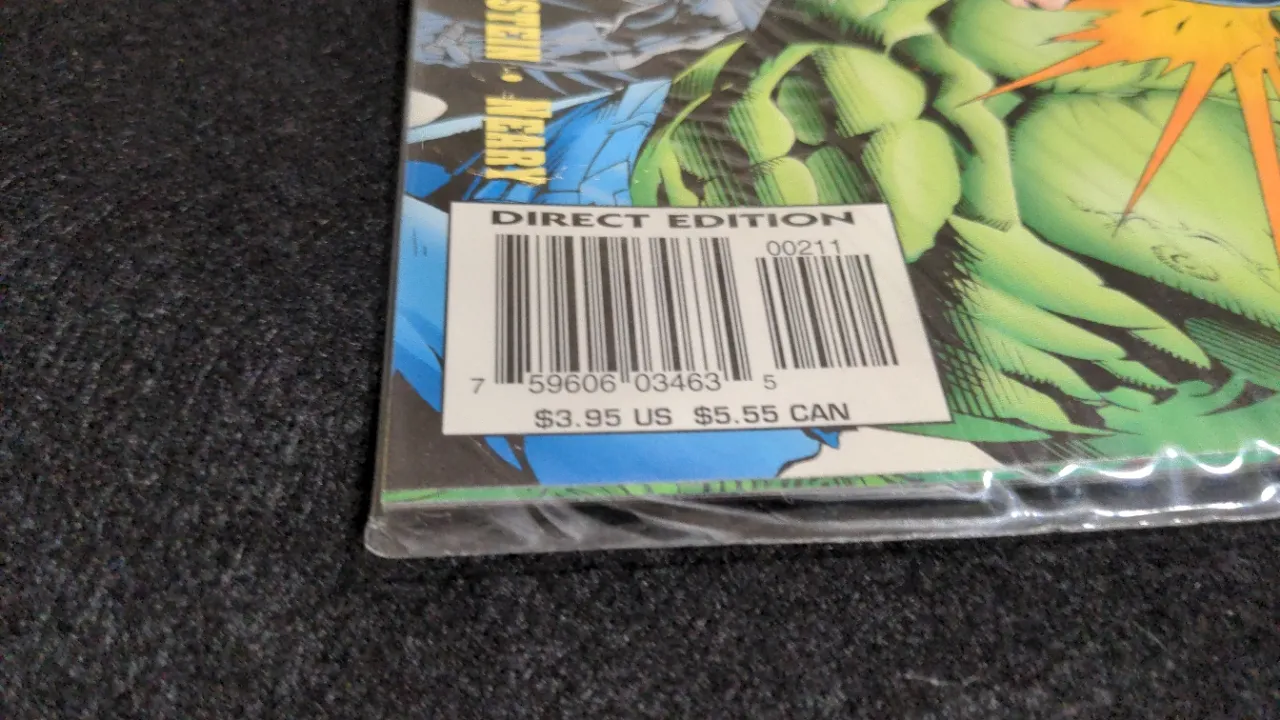 STEIN • NEARY
DIRECT EDITION
00211
7 59606 03463 5
$3.95 US $5.55 CAN